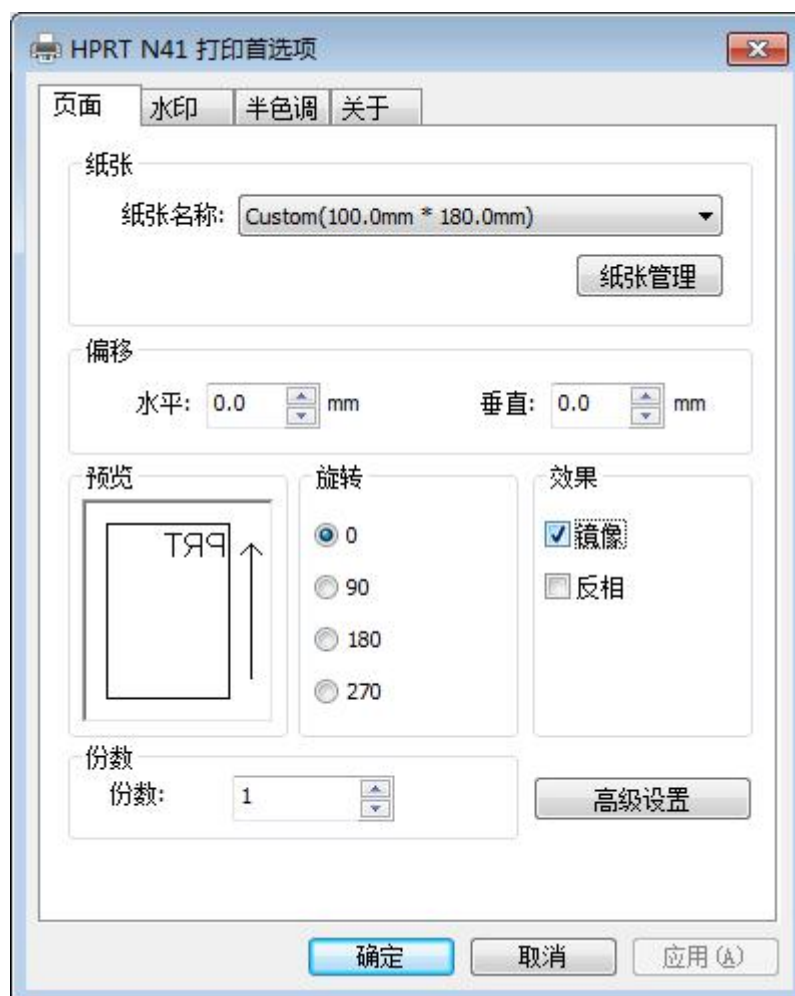 HPRT N41 打印首选项
页面 水印 半色调 关于
纸张
纸张名称: Custom(100.0mm * 180.0mm)
纸张管理
偏移
水平: 0.0 mm 垂直: 0.0 mm
预览 旋转 效果
PRT
0 镜像
90 反相
180
270
份数
份数: 1
高级设置
确定 取消 应用(A)